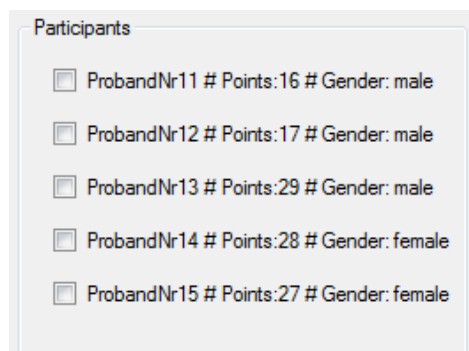 Participants
ProbandNr11 # Points:16 # Gender: male
ProbandNr12 # Points:17 # Gender: male
ProbandNr13 # Points:29 # Gender: male
ProbandNr14 # Points:28 # Gender: female
ProbandNr15 # Points:27 # Gender: female